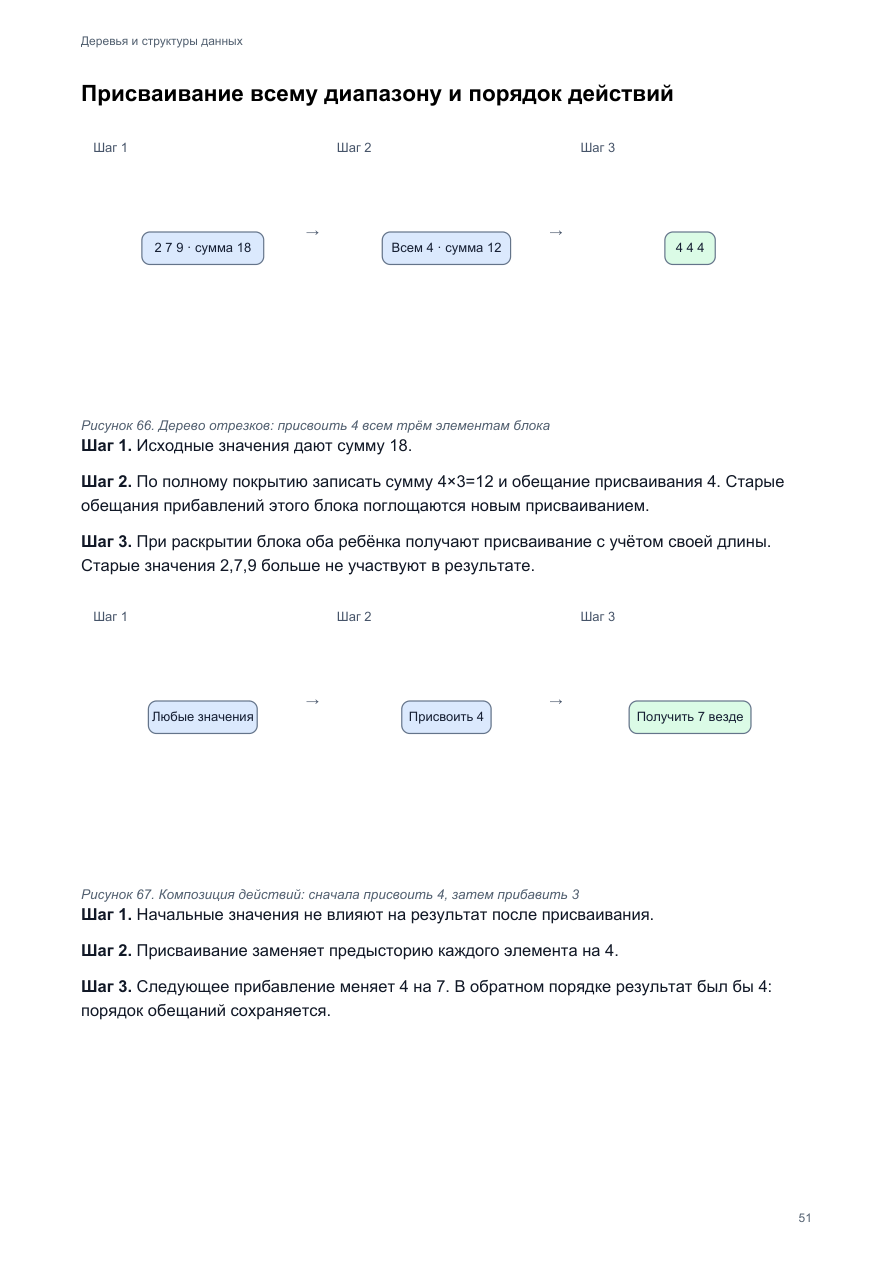 Деревья и структуры данных
Присваивание всему диапазону и порядок действий
Шаг 1
Шаг 2
Шаг 3
2 7 9 · сумма 18
→
Всем 4 · сумма 12
→
4 4 4
Рисунок 66. Дерево отрезков: присвоить 4 всем трём элементам блока
Шаг 1. Исходные значения дают сумму 18.
Шаг 2. По полному покрытию записать сумму 4×3=12 и обещание присваивания 4. Старые
обещания прибавлений этого блока поглощаются новым присваиванием.
Шаг 3. При раскрытии блока оба ребёнка получают присваивание с учётом своей длины.
Старые значения 2,7,9 больше не участвуют в результате.
Шаг 1
Шаг 2
Шаг 3
Любые значения
→
Присвоить 4
→
Получить 7 везде
Рисунок 67. Композиция действий: сначала присвоить 4, затем прибавить 3
Шаг 1. Начальные значения не влияют на результат после присваивания.
Шаг 2. Присваивание заменяет предысторию каждого элемента на 4.
Шаг 3. Следующее прибавление меняет 4 на 7. В обратном порядке результат был бы 4:
порядок обещаний сохраняется.
51